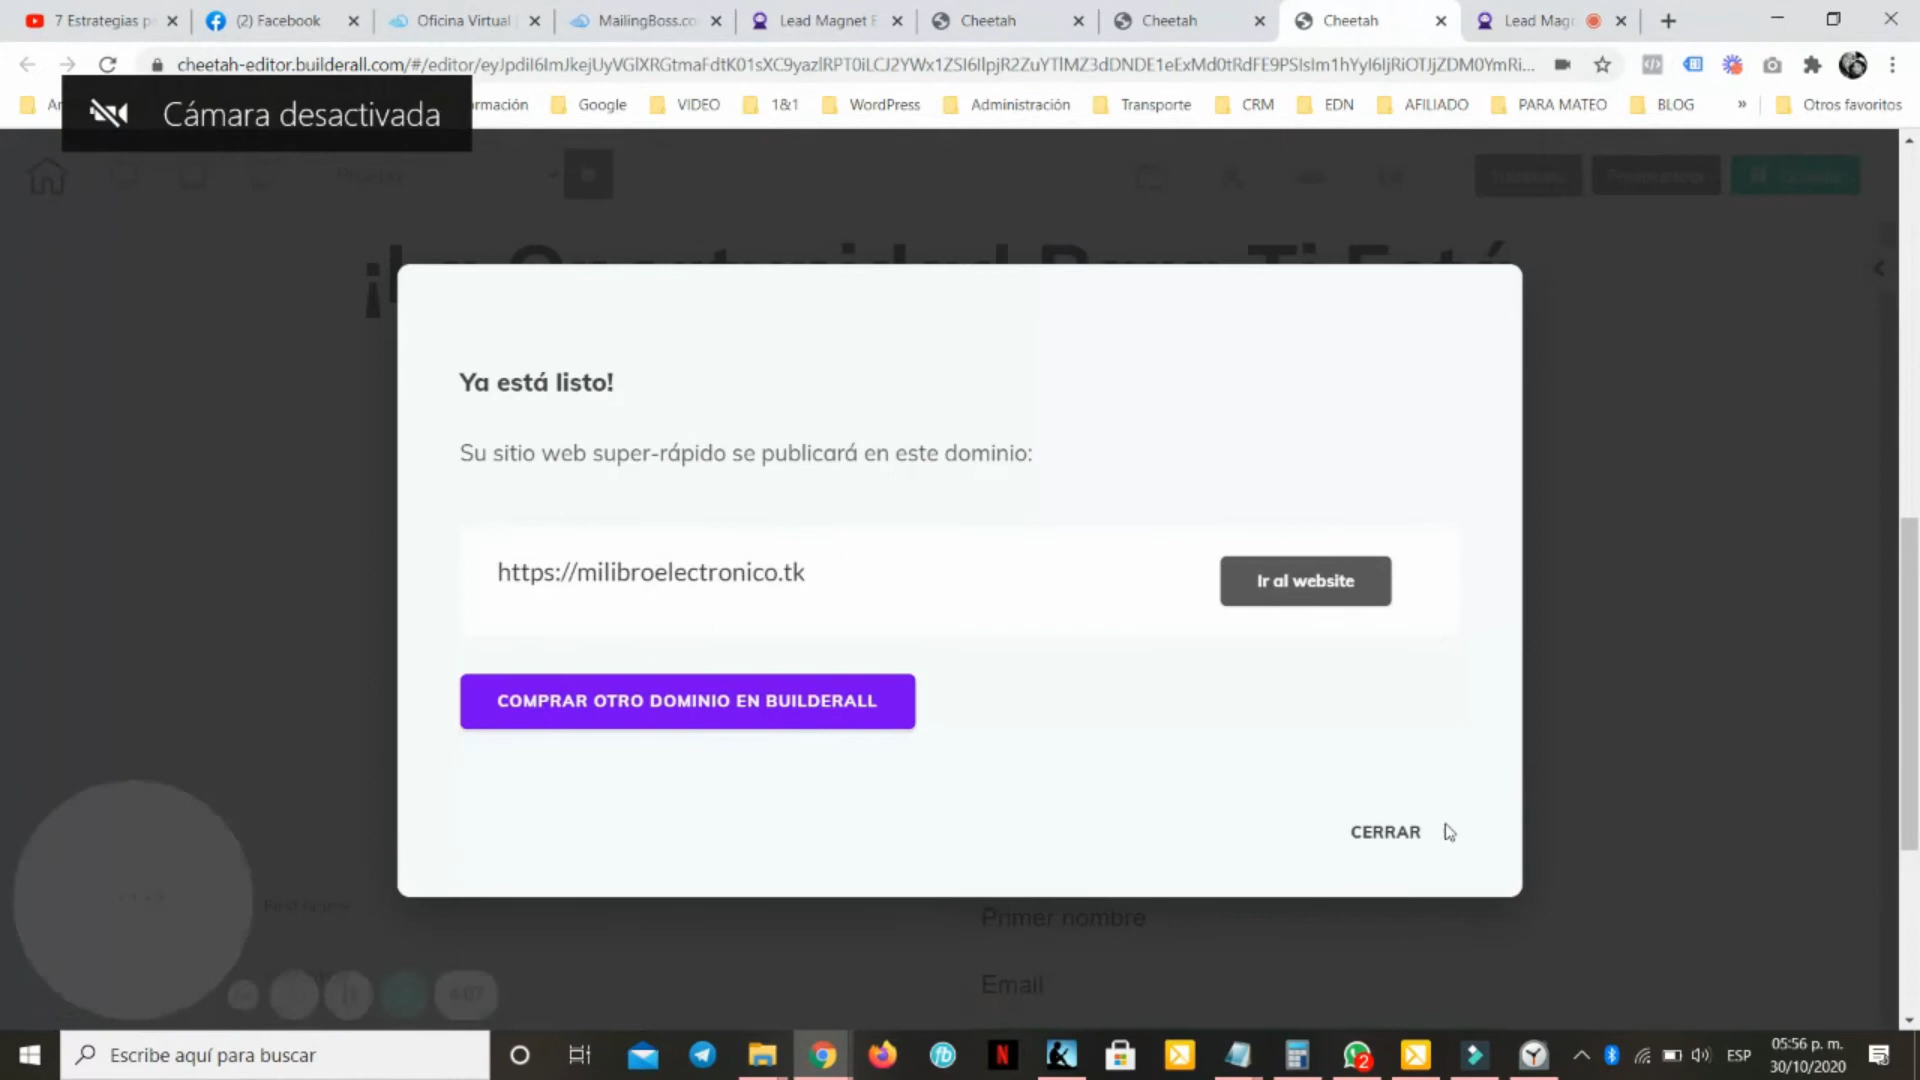 7 Estrategias p
(2) Facebook
Oficina Virtual
MailingBoss.co
Lead Magnet E
Cheetah
Cheetah
Cheetah
Lead Mag
cheetah-editor.builderall.com/#/editor/
Cámara desactivada
rmación
Google
VIDEO
1&1
WordPress
Administración
Transporte
CRM
EDN
AFILIADO
PARA MATEO
BLOG
»
Otros favoritos
Ya está listo!
Su sitio web super-rápido se publicará en este dominio:
https://milibroelectronico.tk
Ir al website
COMPRAR OTRO DOMINIO EN BUILDERALL
CERRAR
Primer nombre
Email
Escribe aquí para buscar
2
ESP
05:56 p. m.
30/10/2020